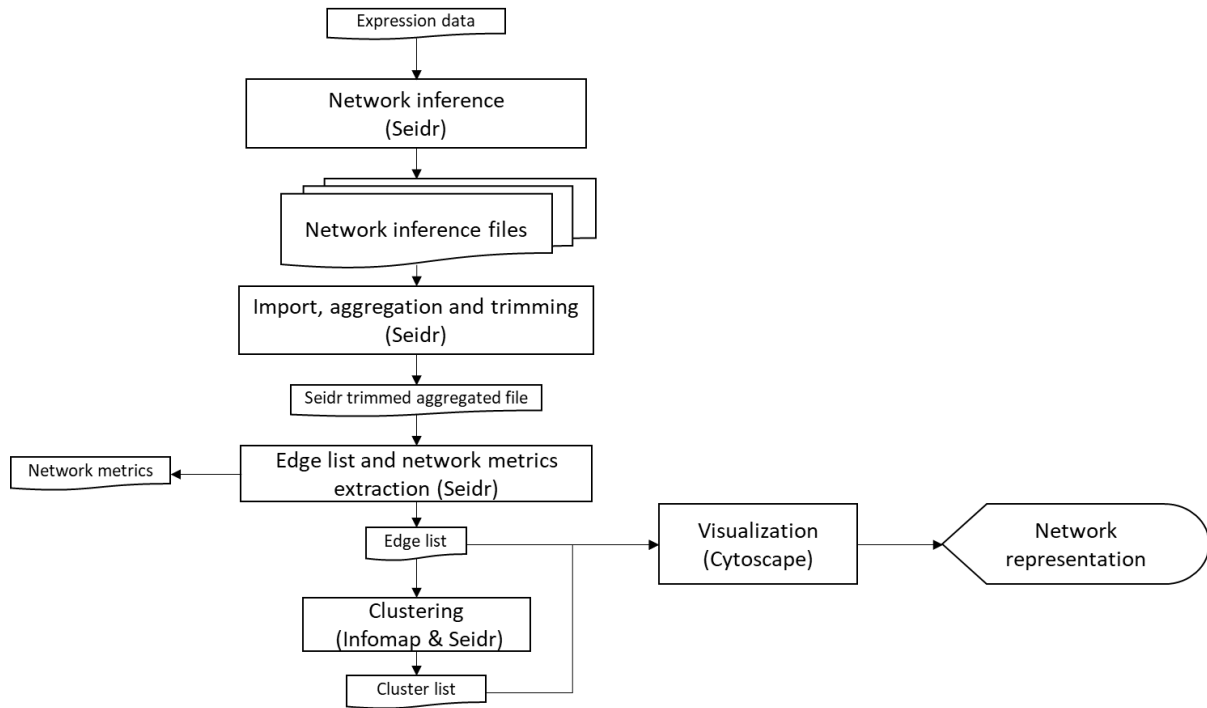 Expression data
Network inference
(Seidr)
Network inference files
Import, aggregation and trimming
(Seidr)
Seidr trimmed aggregated file
Edge list and network metrics
extraction (Seidr)
Network metrics
Edge list
Visualization
(Cytoscape)
Network
representation
Clustering
(Infomap & Seidr)
Cluster list